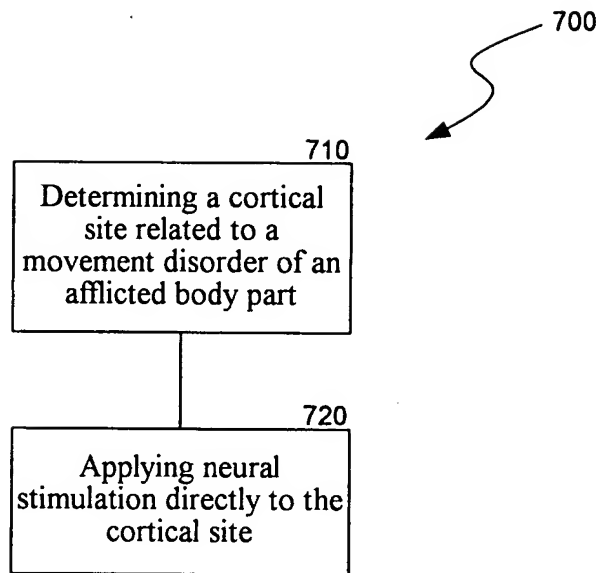 700
710
Determining a cortical
site related to a
movement disorder of an
afflicted body part
720
Applying neural
stimulation directly to the
cortical site